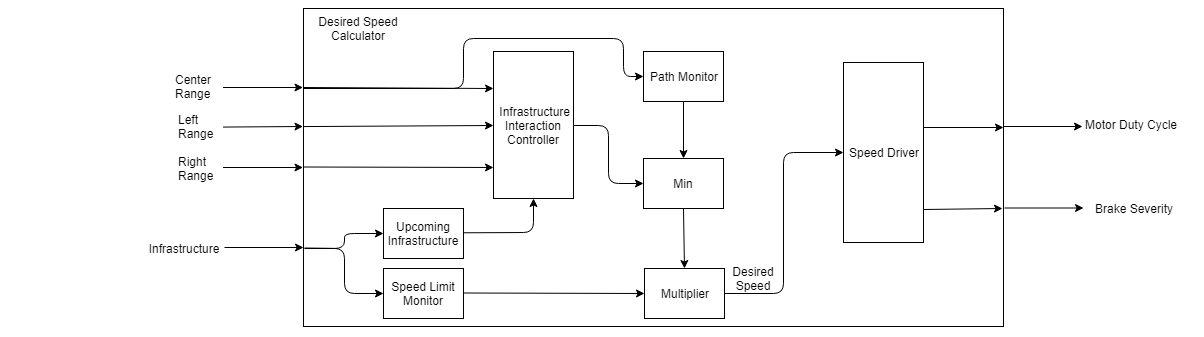 Desired Speed
Calculator
Center
Range
Left
Range
Right
Range
Infrastructure
Infrastructure
Interaction
Controller
Path Monitor
Min
Upcoming
Infrastructure
Speed Limit
Monitor
Multiplier
Desired
Speed
Speed Driver
Motor Duty Cycle
Brake Severity